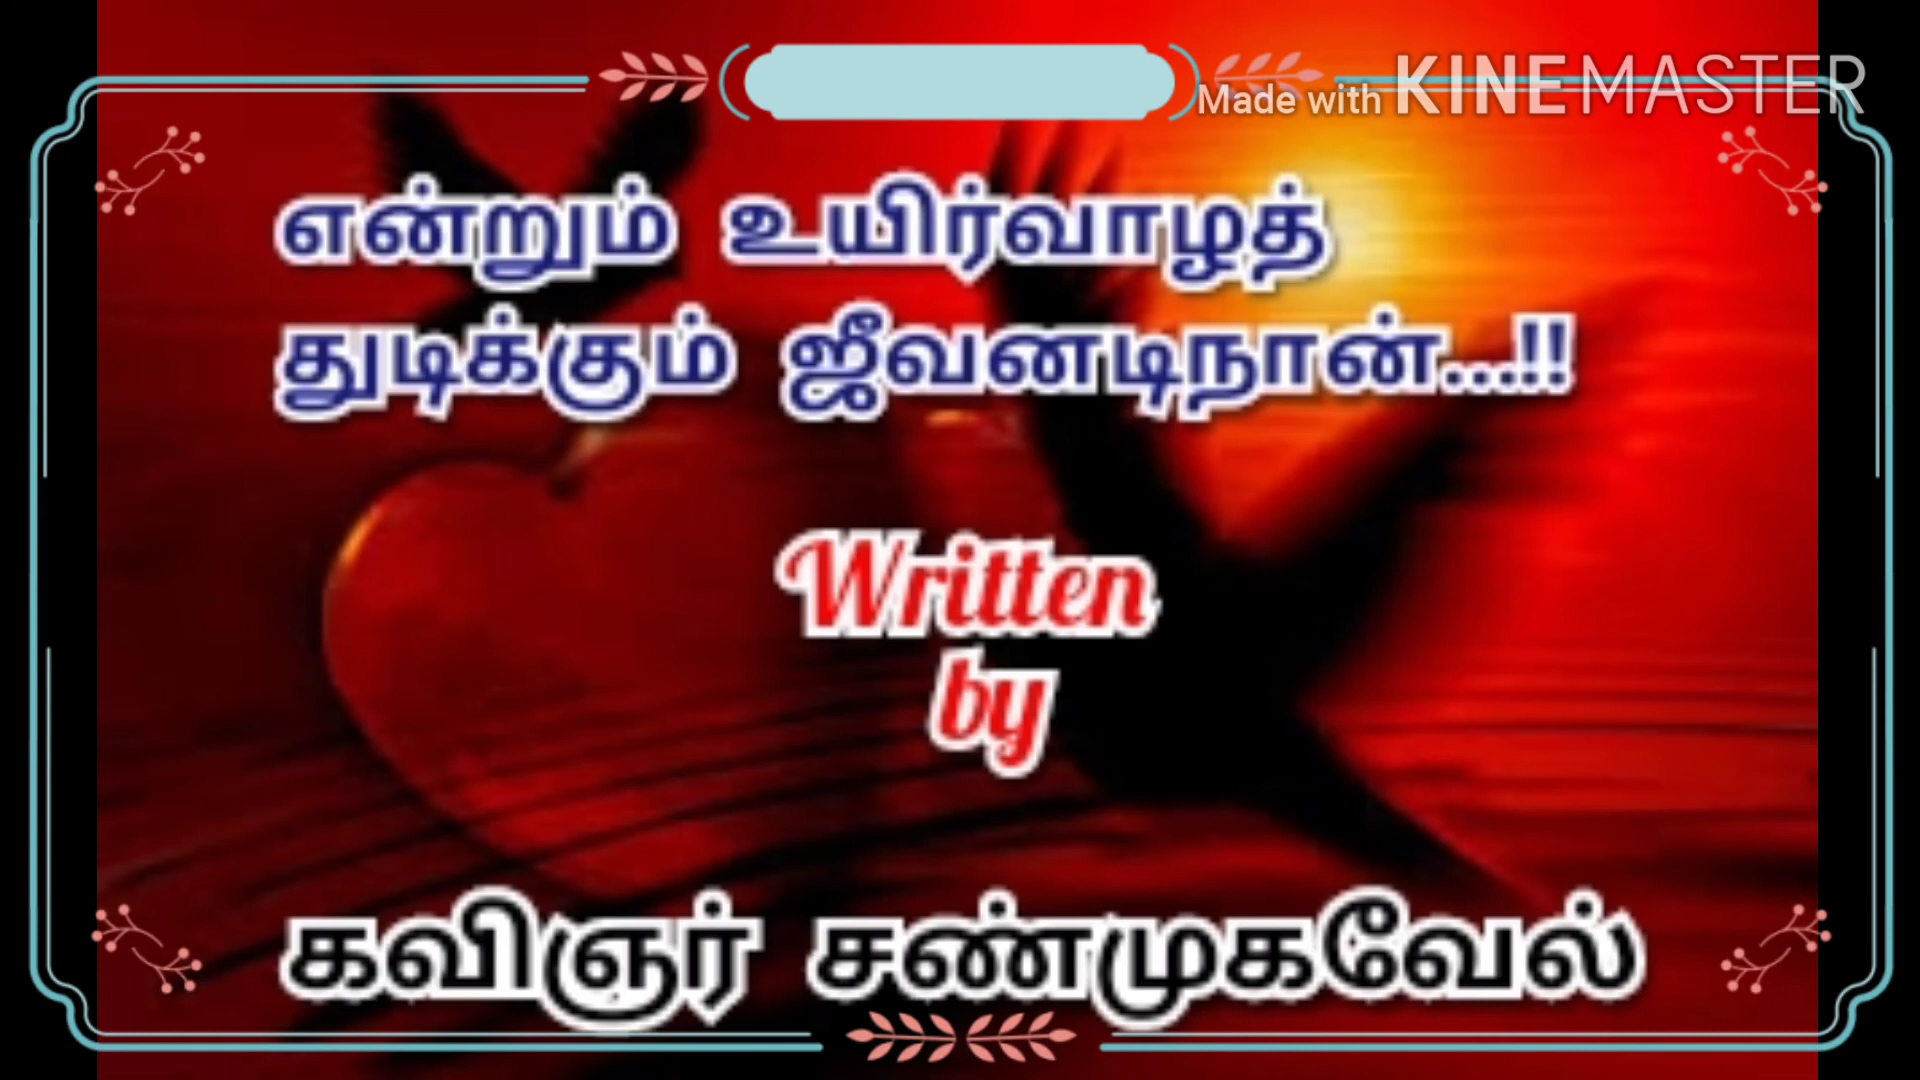 Made with KINEMASTER
என்றும் உயிர்வாழத்
துடிக்கும் ஜீவனடிநான்...!!
Written
by
கவிஞர் சண்முகவேல்